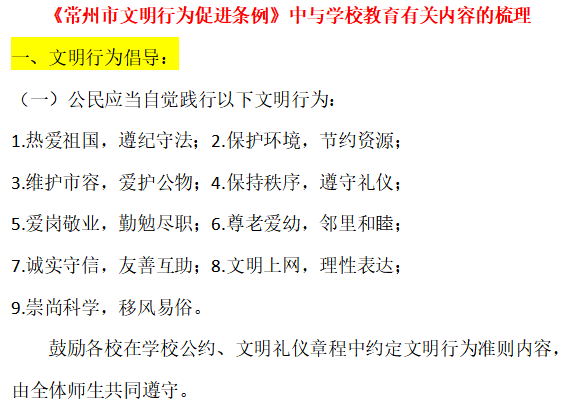 《常州市文明行为促进条例》中与学校教育有关内容的梳理
一、文明行为倡导：
（一）公民应当自觉践行以下文明行为：
1.热爱祖国，遵纪守法；2.保护环境，节约资源；
3.维护市容，爱护公物；4.保持秩序，遵守礼仪；
5.爱岗敬业，勤勉尽职；6.尊老爱幼，邻里和睦；
7.诚实守信，友善互助；8.文明上网，理性表达；
9.崇尚科学，移风易俗。
鼓励各校在学校公约、文明礼仪章程中约定文明行为准则内容，
由全体师生共同遵守。